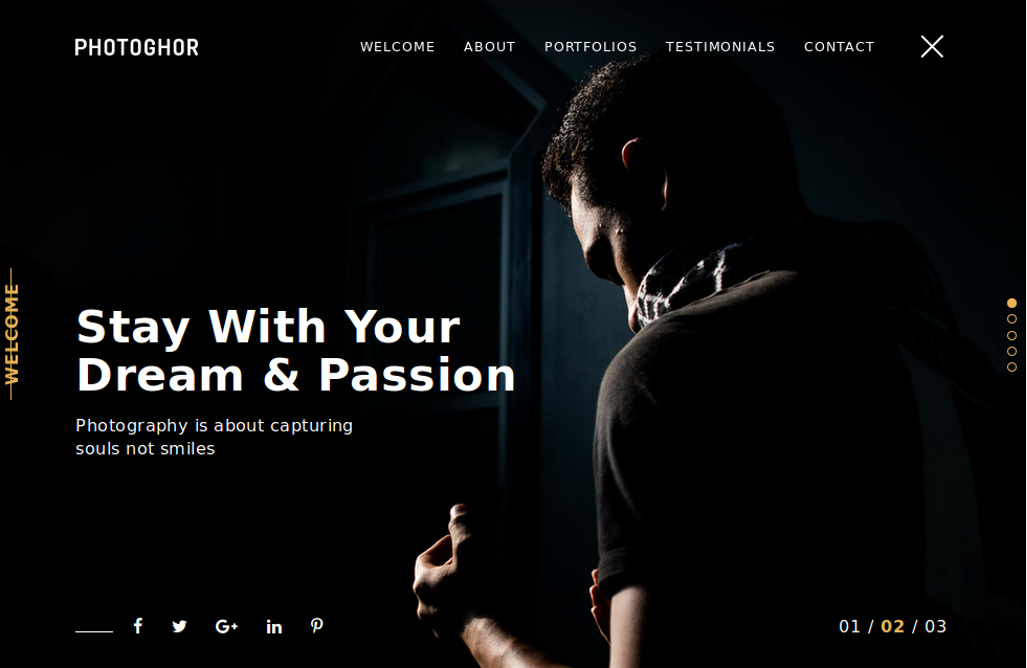 PHOTOGHOR
WELCOME ABOUT PORTFOLIOS TESTIMONIALS CONTACT
WELCOME
Stay With Your
Dream & Passion
Photography is about capturing
souls not smiles
01 / 02 / 03